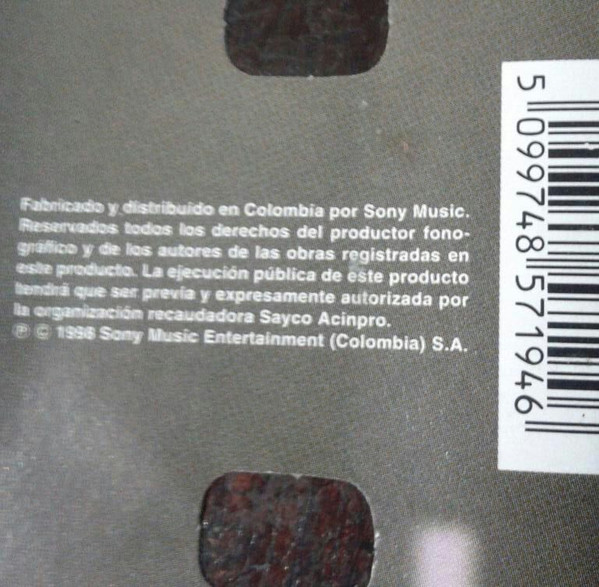 Fabricado y distribuido en Colombia por Sony Music.
Reservados todos los derechos del productor fono-
gráfico y de los autores de las obras registradas en
este producto. La ejecución pública de este producto
tendrá que ser previa y expresamente autorizada por
la organización recaudadora Sayco Acinpro.
℗ © 1998 Sony Music Entertainment (Colombia) S.A.
5 099748 571946